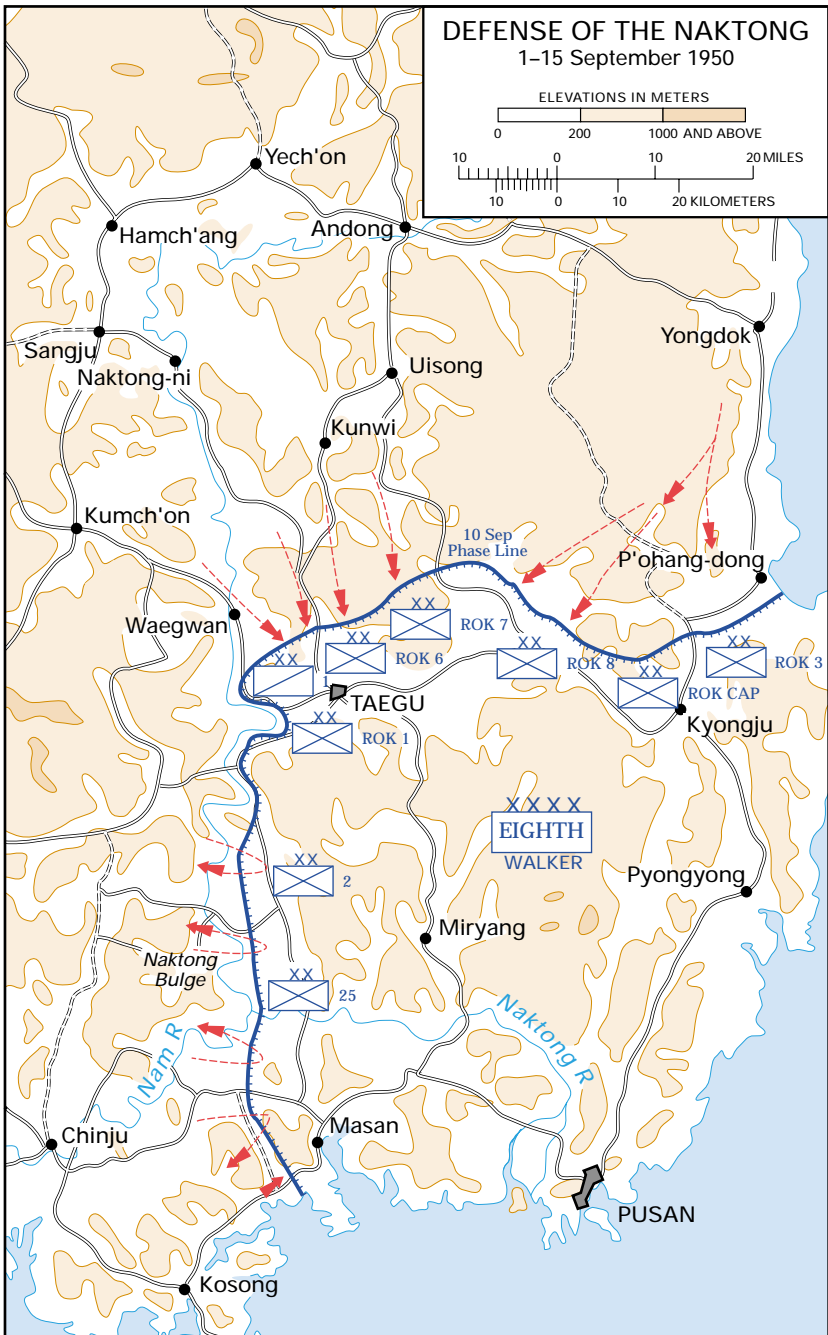 DEFENSE OF THE NAKTONG
1–15 September 1950
ELEVATIONS IN METERS
0 200 1000 AND ABOVE
10 0 10 20 MILES
10 0 10 20 KILOMETERS
Yech'on
Hamch'ang
Andong
Sangju
Naktong-ni
Yongdok
Uisong
Kunwi
Kumch'on
10 Sep
Phase Line
P'ohang-dong
Waegwan
XX
ROK 7
XX
ROK 6
XX
ROK 8
XX
ROK 3
XX
1
XX
ROK CAP
TAEGU
Kyongju
XX
ROK 1
XXXX
EIGHTH
WALKER
XX
2
Pyongyong
Miryang
Naktong
Bulge
XX
25
Naktong R
Nam R
Chinju
Masan
PUSAN
Kosong